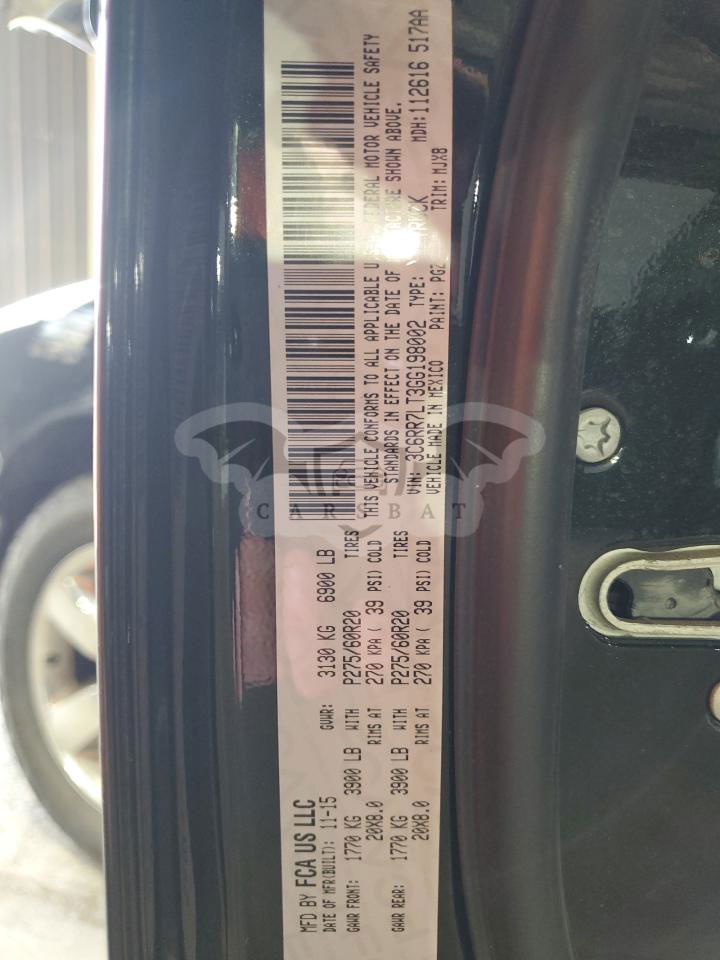 MFD BY FCA US LLC
DATE OF MFR(BUILT): 11-15 GVWR: 3130 KG 6900 LB
GAWR FRONT: 1770 KG 3900 LB WITH P275/60R20 TIRES
20X8.0 RIMS AT 270 KPA ( 39 PSI) COLD
GAWR REAR: 1770 KG 3900 LB WITH P275/60R20 TIRES
20X8.0 RIMS AT 270 KPA ( 39 PSI) COLD
THIS VEHICLE CONFORMS TO ALL APPLICABLE FEDERAL MOTOR VEHICLE SAFETY
STANDARDS IN EFFECT ON THE DATE OF SHOWN ABOVE.
VIN: 3C6RR7LT3GG198002 TYPE: MDH: 112616 517AA
VEHICLE MADE IN MEXICO PAINT: TRIM: MJX8
CARSBAT